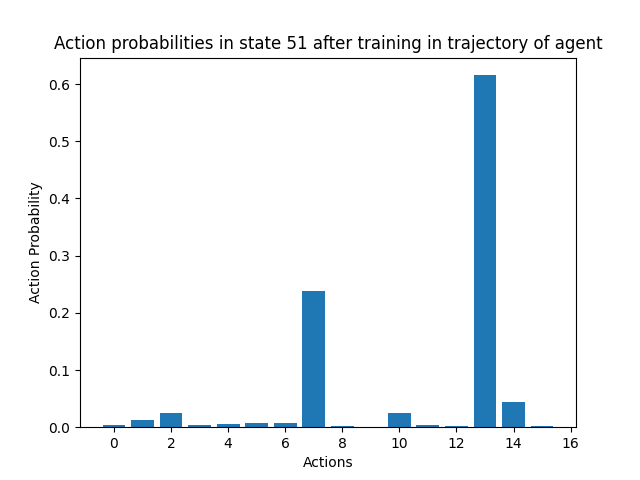 Action probabilities in state 51 after training in trajectory of agent
0.6
0.5
0.4
0.3
0.2
0.1
0.0
Action Probability
0 2 4 6 8 10 12 14 16
Actions